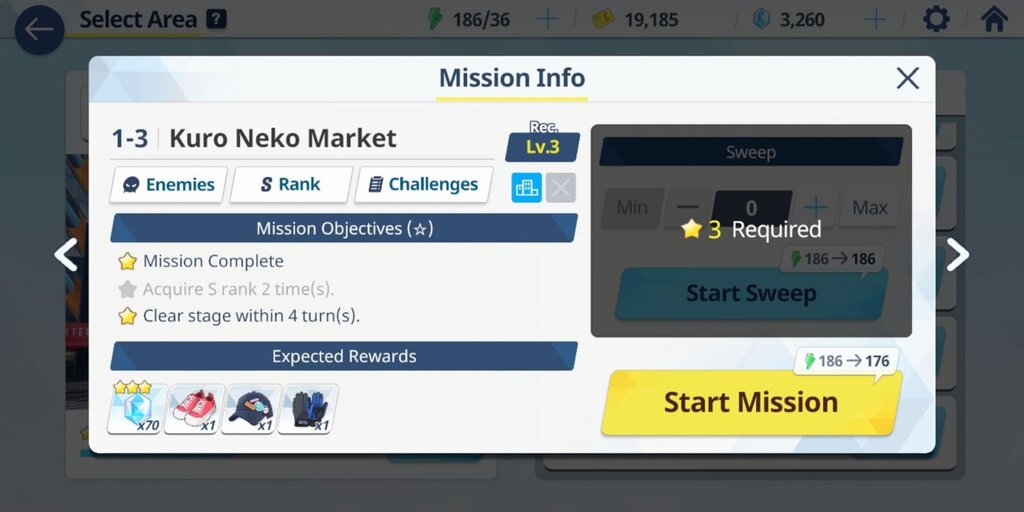 Select Area ?
186/36
19,185
3,260
Mission Info
1-3 Kuro Neko Market
Rec.
Lv.3
Enemies
S Rank
Challenges
Mission Objectives (☆)
Mission Complete
Acquire S rank 2 time(s).
Clear stage within 4 turn(s).
Expected Rewards
x70
x1
x1
x1
Sweep
Min
0
Max
3 Required
186 → 186
Start Sweep
186 → 176
Start Mission